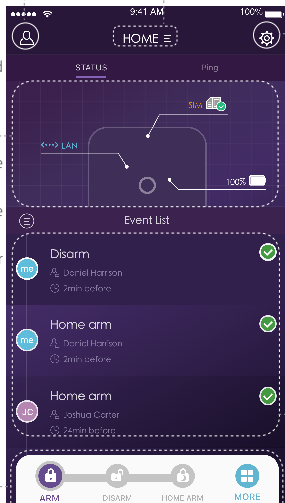 9:41 AM 100%
HOME
STATUS Ping
SIM
LAN
100%
Event List
Disarm
me
Daniel Harrison
2min before
Home arm
me
Daniel Harrison
2min before
Home arm
JC
Joshua Carter
24min before
ARM DISARM HOME ARM MORE